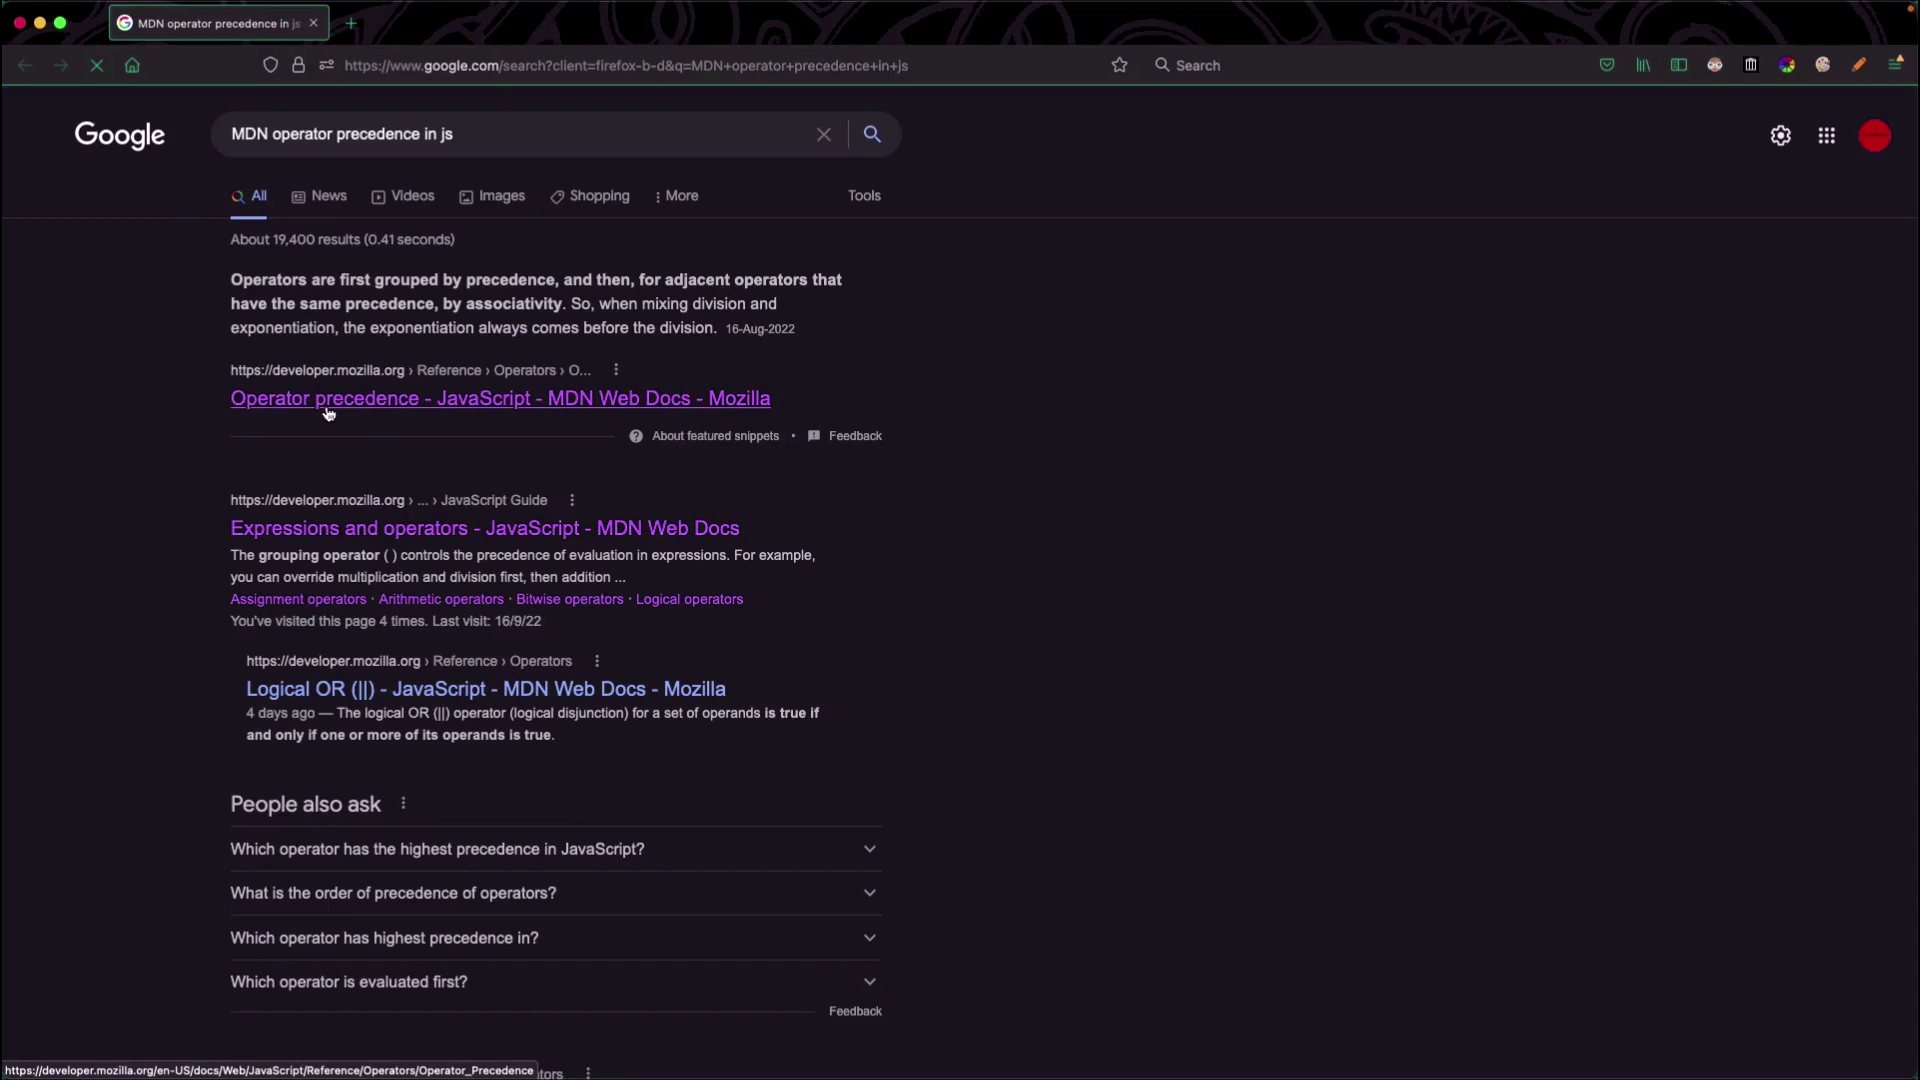 MDN operator precedence in js
https://www.google.com/search?client=firefox-b-d&q=MDN+operator+precedence+in+js
Search
Google
MDN operator precedence in js
All
News
Videos
Images
Shopping
More
Tools
About 19,400 results (0.41 seconds)
Operators are first grouped by precedence, and then, for adjacent operators that
have the same precedence, by associativity. So, when mixing division and
exponentiation, the exponentiation always comes before the division. 16-Aug-2022
https://developer.mozilla.org › Reference › Operators › O...
Operator precedence - JavaScript - MDN Web Docs - Mozilla
About featured snippets • Feedback
https://developer.mozilla.org › ... › JavaScript Guide
Expressions and operators - JavaScript - MDN Web Docs
The grouping operator ( ) controls the precedence of evaluation in expressions. For example,
you can override multiplication and division first, then addition ...
Assignment operators · Arithmetic operators · Bitwise operators · Logical operators
You've visited this page 4 times. Last visit: 16/9/22
https://developer.mozilla.org › Reference › Operators
Logical OR (||) - JavaScript - MDN Web Docs - Mozilla
4 days ago — The logical OR (||) operator (logical disjunction) for a set of operands is true if
and only if one or more of its operands is true.
People also ask
Which operator has the highest precedence in JavaScript?
What is the order of precedence of operators?
Which operator has highest precedence in?
Which operator is evaluated first?
Feedback
https://developer.mozilla.org/en-US/docs/Web/JavaScript/Reference/Operators/Operator_Precedence